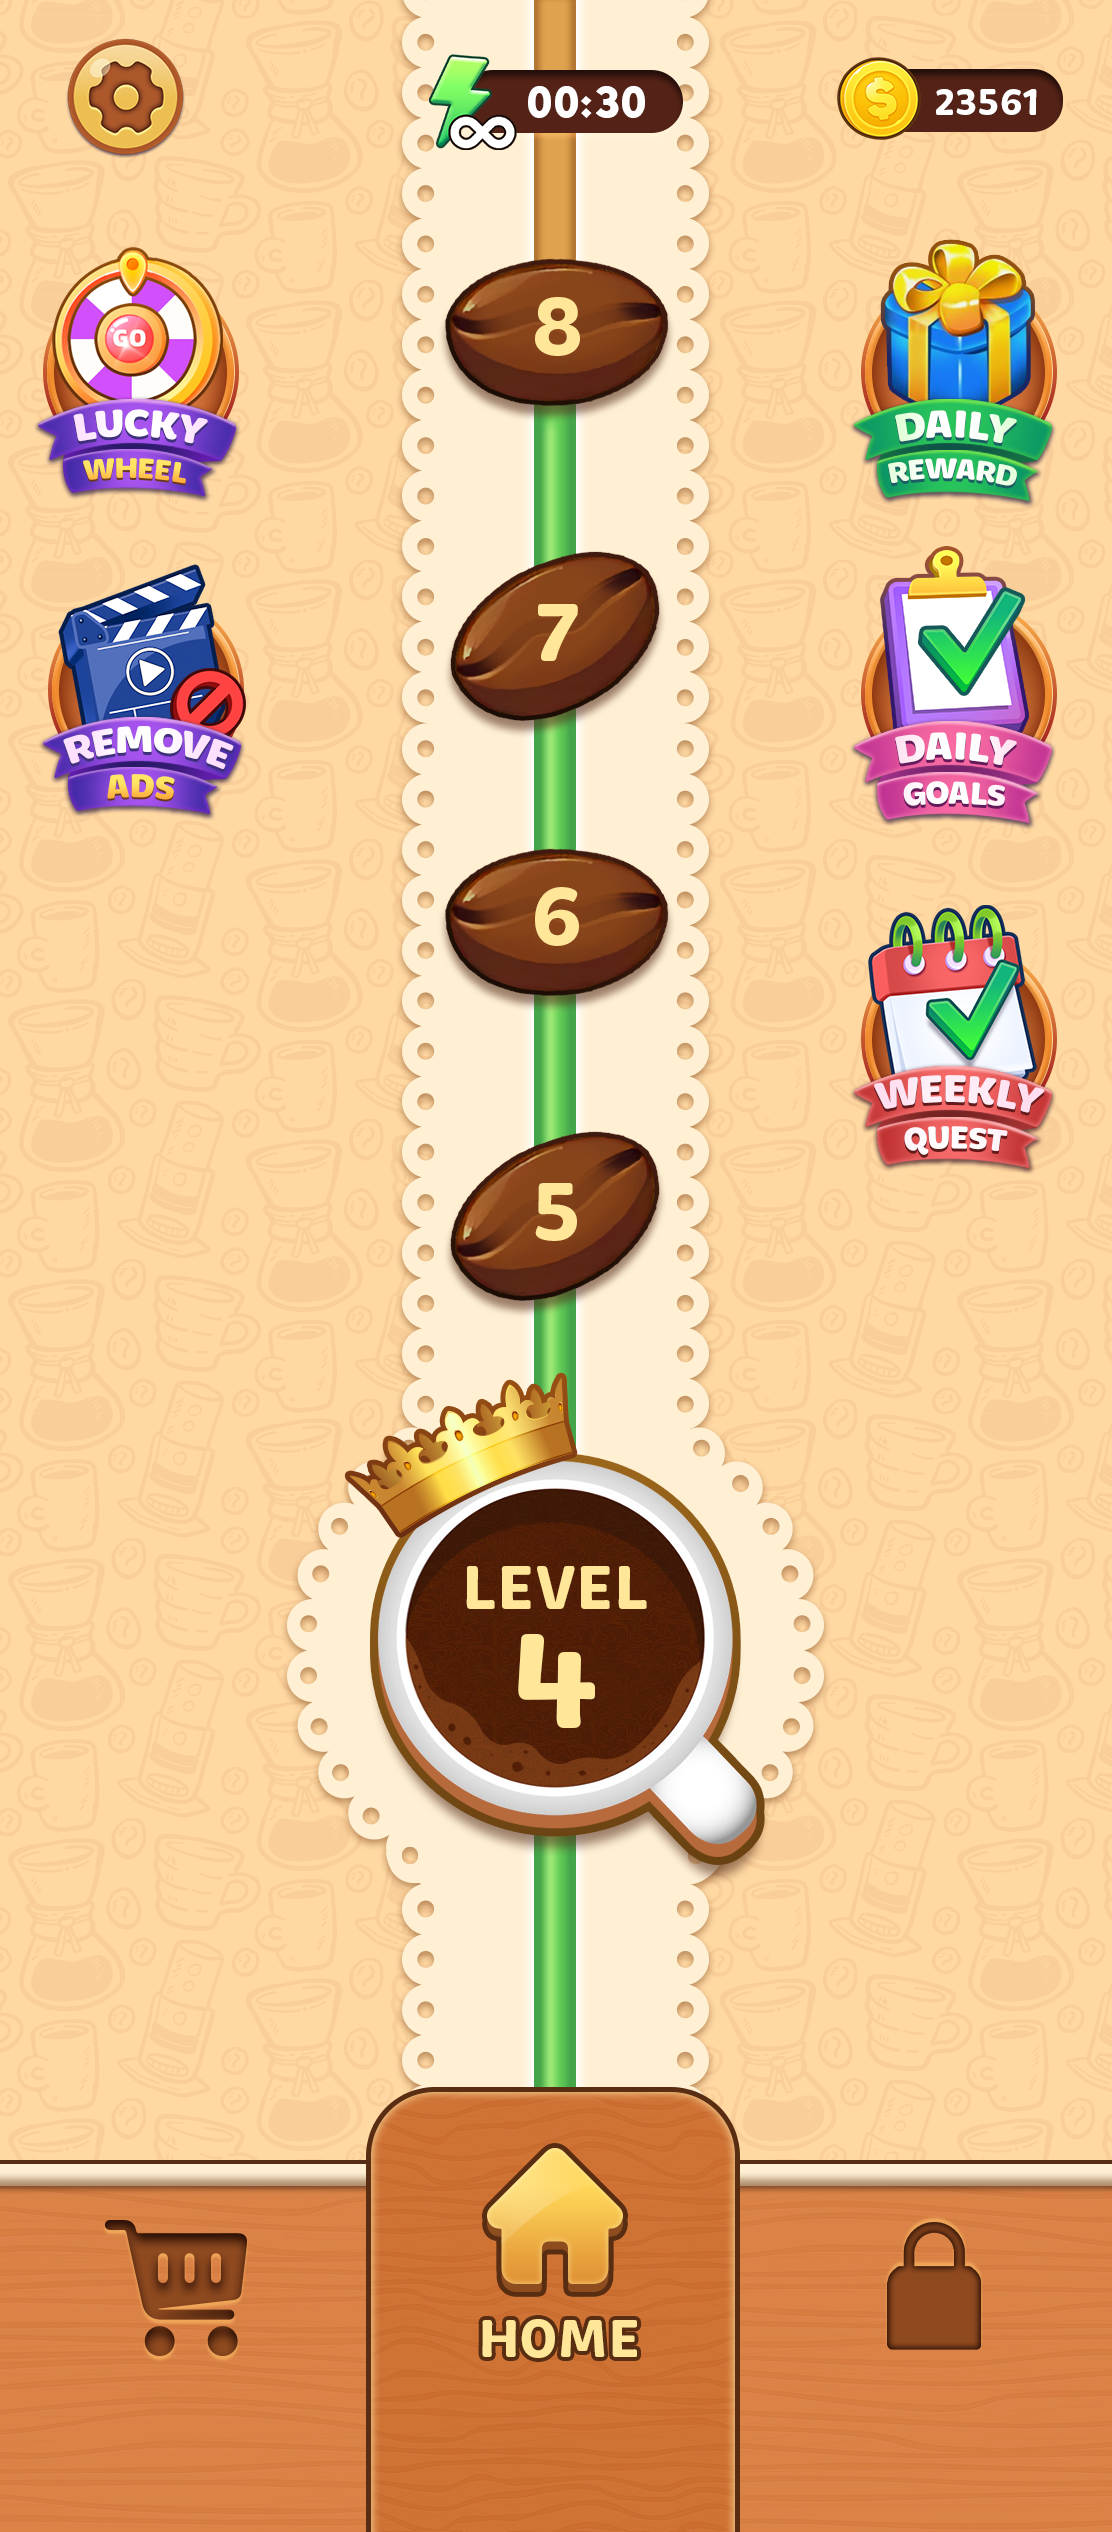 00:30
23561
GO
LUCKY
WHEEL
8
DAILY
REWARD
REMOVE
ADS
7
DAILY
GOALS
6
WEEKLY
QUEST
5
LEVEL
4
HOME